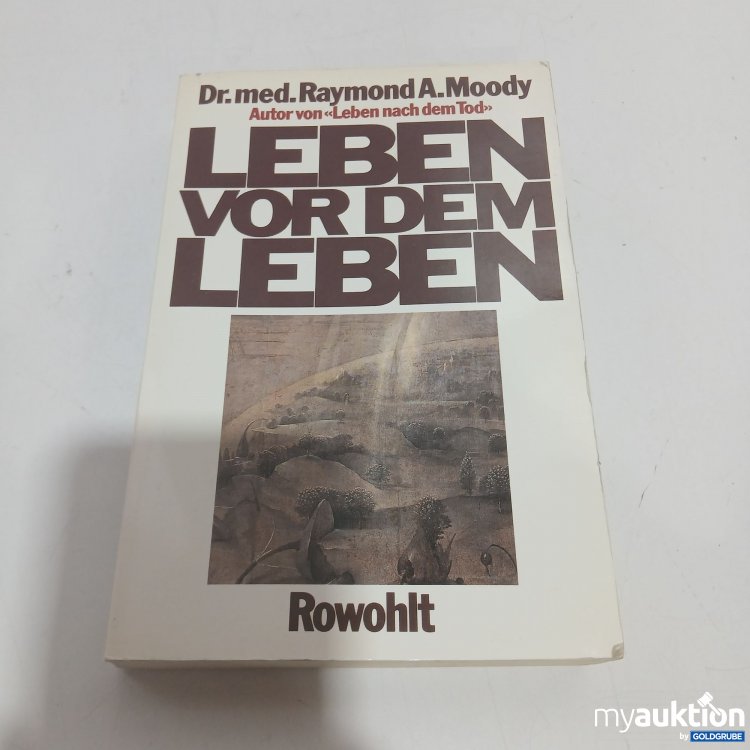 Dr. med. Raymond A. Moody
Autor von «Leben nach dem Tod»
LEBEN
VOR DEM
LEBEN
Rowohlt
myauktion
by GOLDGRUBE